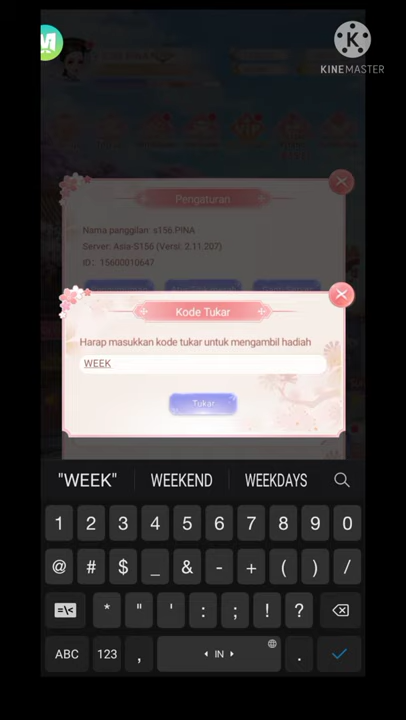 KINEMASTER
Pengaturan
Nama panggilan: s156.PINA
Server: Asia-S156 (Versi: 2.11.207)
ID: 15600010647
Kode Tukar
Harap masukkan kode tukar untuk mengambil hadiah
WEEK
Tukar
"WEEK" WEEKEND WEEKDAYS
1 2 3 4 5 6 7 8 9 0
@ # $ _ & - + ( ) /
=\< * " ' : ; ! ?
ABC 123 , IN .